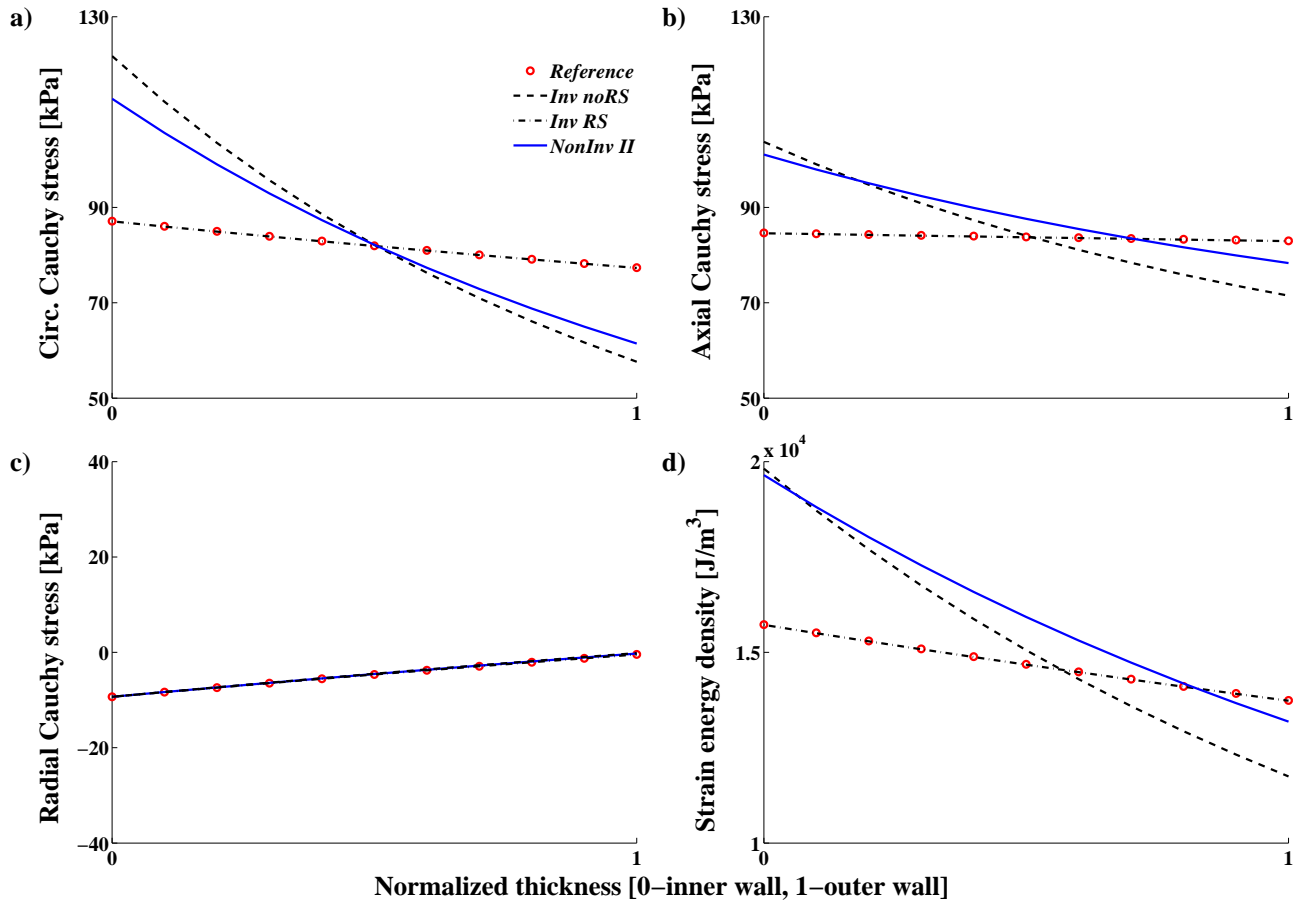 a)
130
90
70
50
0
1
Circ. Cauchy stress [kPa]
Reference
Inv noRS
Inv RS
NonInv II
b)
130
90
70
50
0
1
Axial Cauchy stress [kPa]
c)
40
20
0
−20
−40
0
1
Radial Cauchy stress [kPa]
d)
x 10^4
2
1.5
1
0
1
Strain energy density [J/m^3]
Normalized thickness [0−inner wall, 1−outer wall]